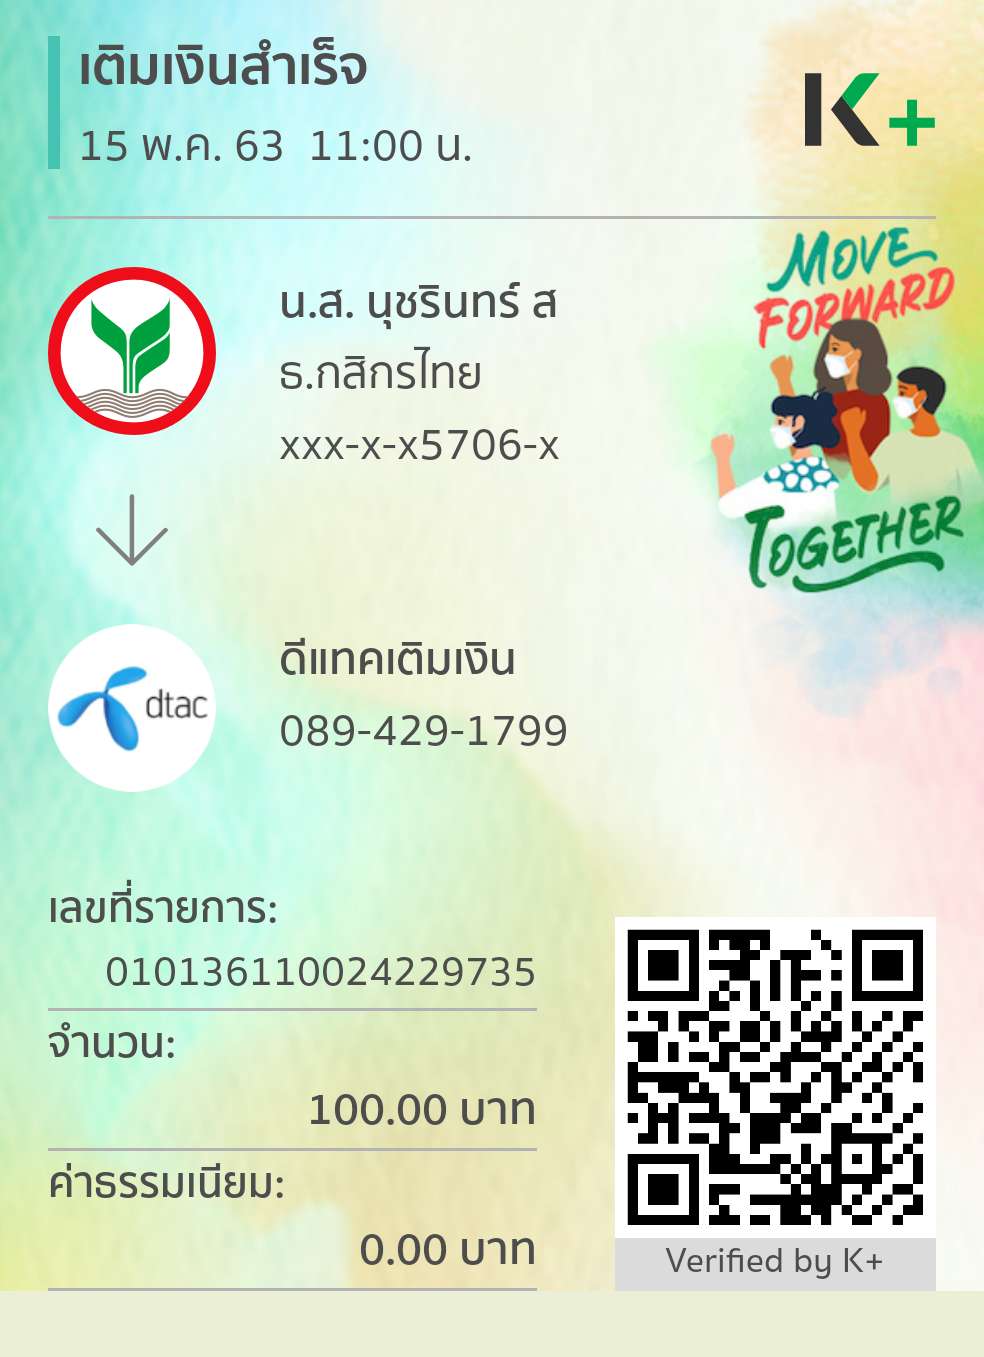 เติมเงินสำเร็จ
15 พ.ค. 63 11:00 น.
K+
MOVE
FORWARD
TOGETHER
น.ส. นุชรินทร์ ส
ธ.กสิกรไทย
xxx-x-x5706-x
dtac
ดีแทคเติมเงิน
089-429-1799
เลขที่รายการ:
010136110024229735
จำนวน:
100.00 บาท
ค่าธรรมเนียม:
0.00 บาท
Verified by K+